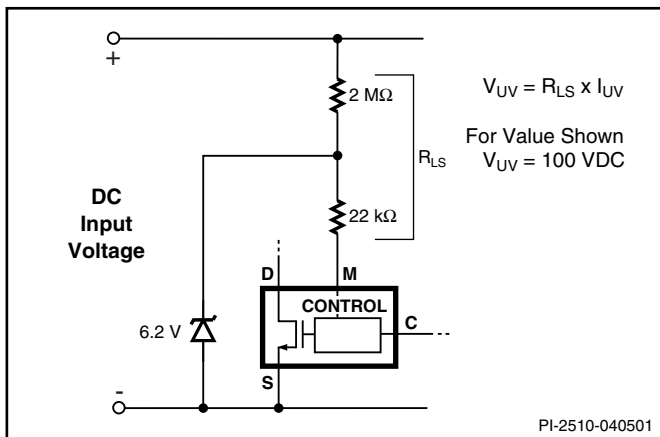 +
2 MΩ
V_UV = R_LS x I_UV
For Value Shown
V_UV = 100 VDC
R_LS
DC
Input
Voltage
22 kΩ
D
M
CONTROL
C
6.2 V
S
-
PI-2510-040501